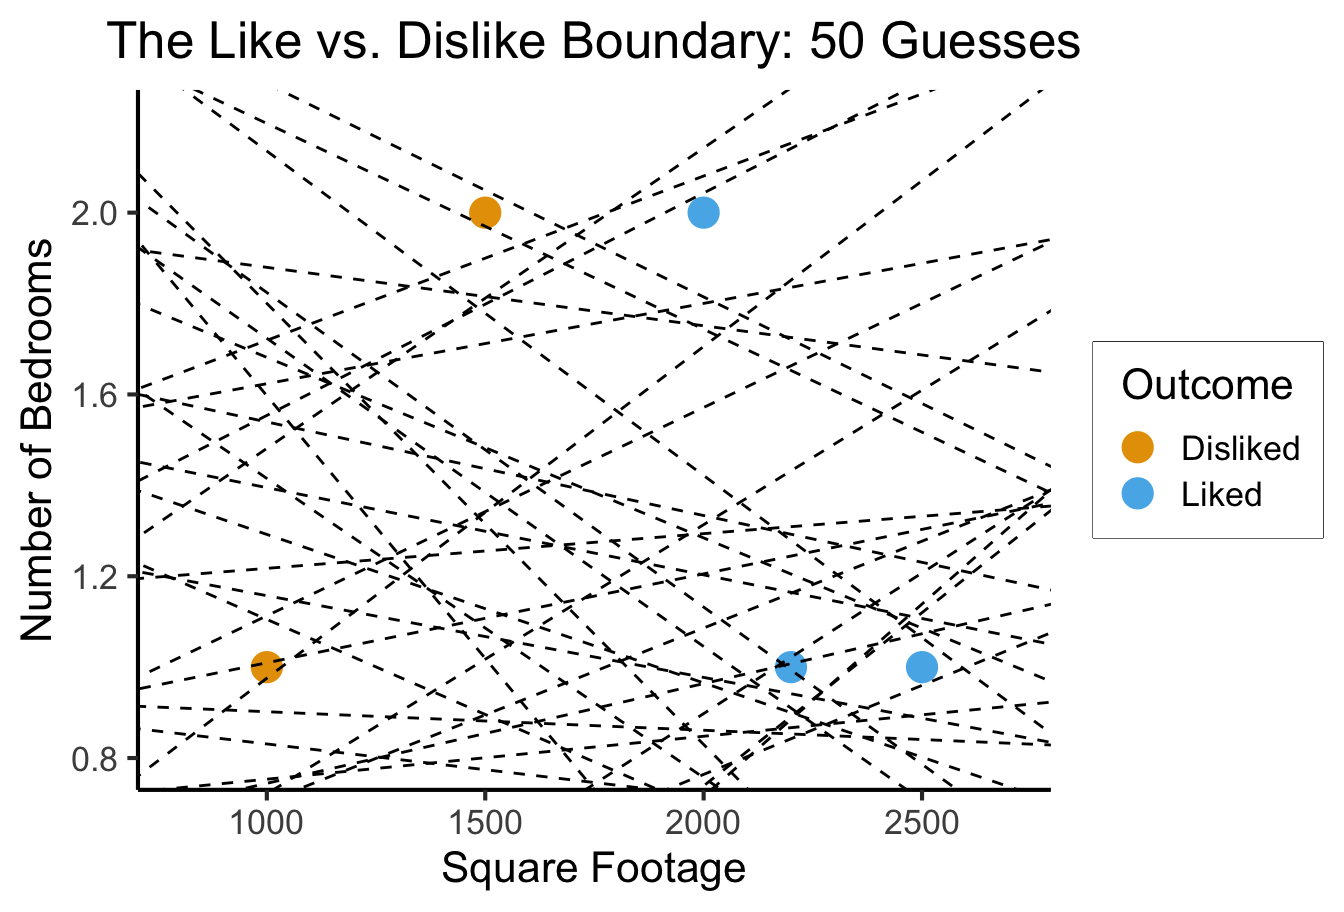 The Like vs. Dislike Boundary: 50 Guesses
Number of Bedrooms
2.0
1.6
1.2
0.8
1000 1500 2000 2500
Square Footage
Outcome
Disliked
Liked